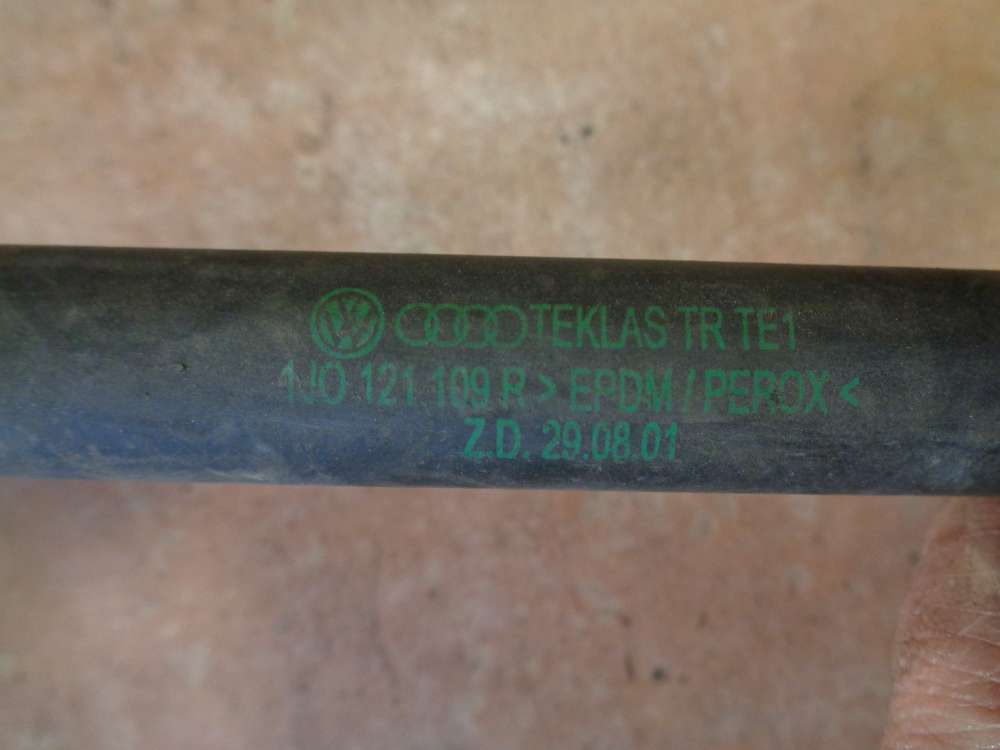 TEKLAS TR TE1
1J0 121 109 R > EPDM / PEROX <
Z.D. 29.08.01